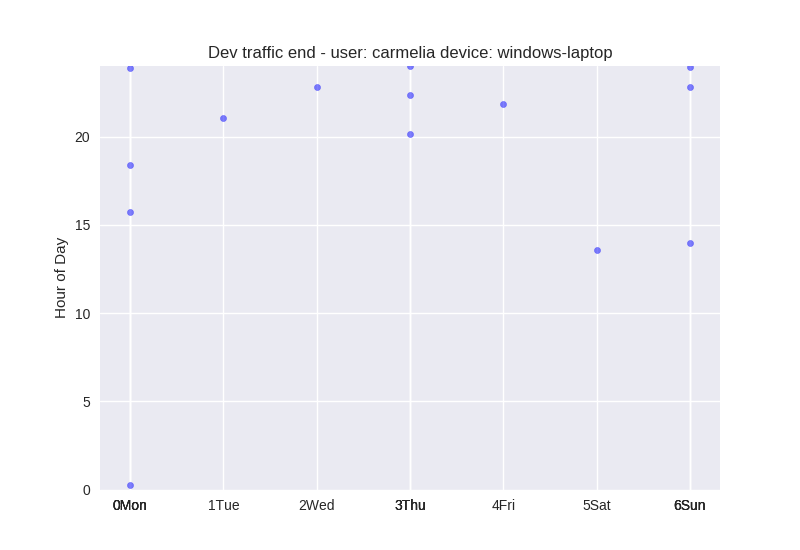 Dev traffic end - user: carmelia device: windows-laptop
20
15
10
5
0
Hour of Day
0Mon 1Tue 2Wed 3Thu 4Fri 5Sat 6Sun